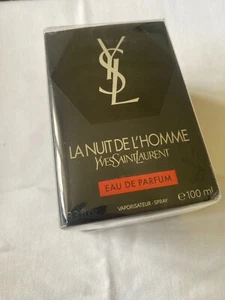 YSL
LA NUIT DE L'HOMME
YVES SAINT LAURENT
EAU DE PARFUM
100 ml
VAPORISATEUR - SPRAY